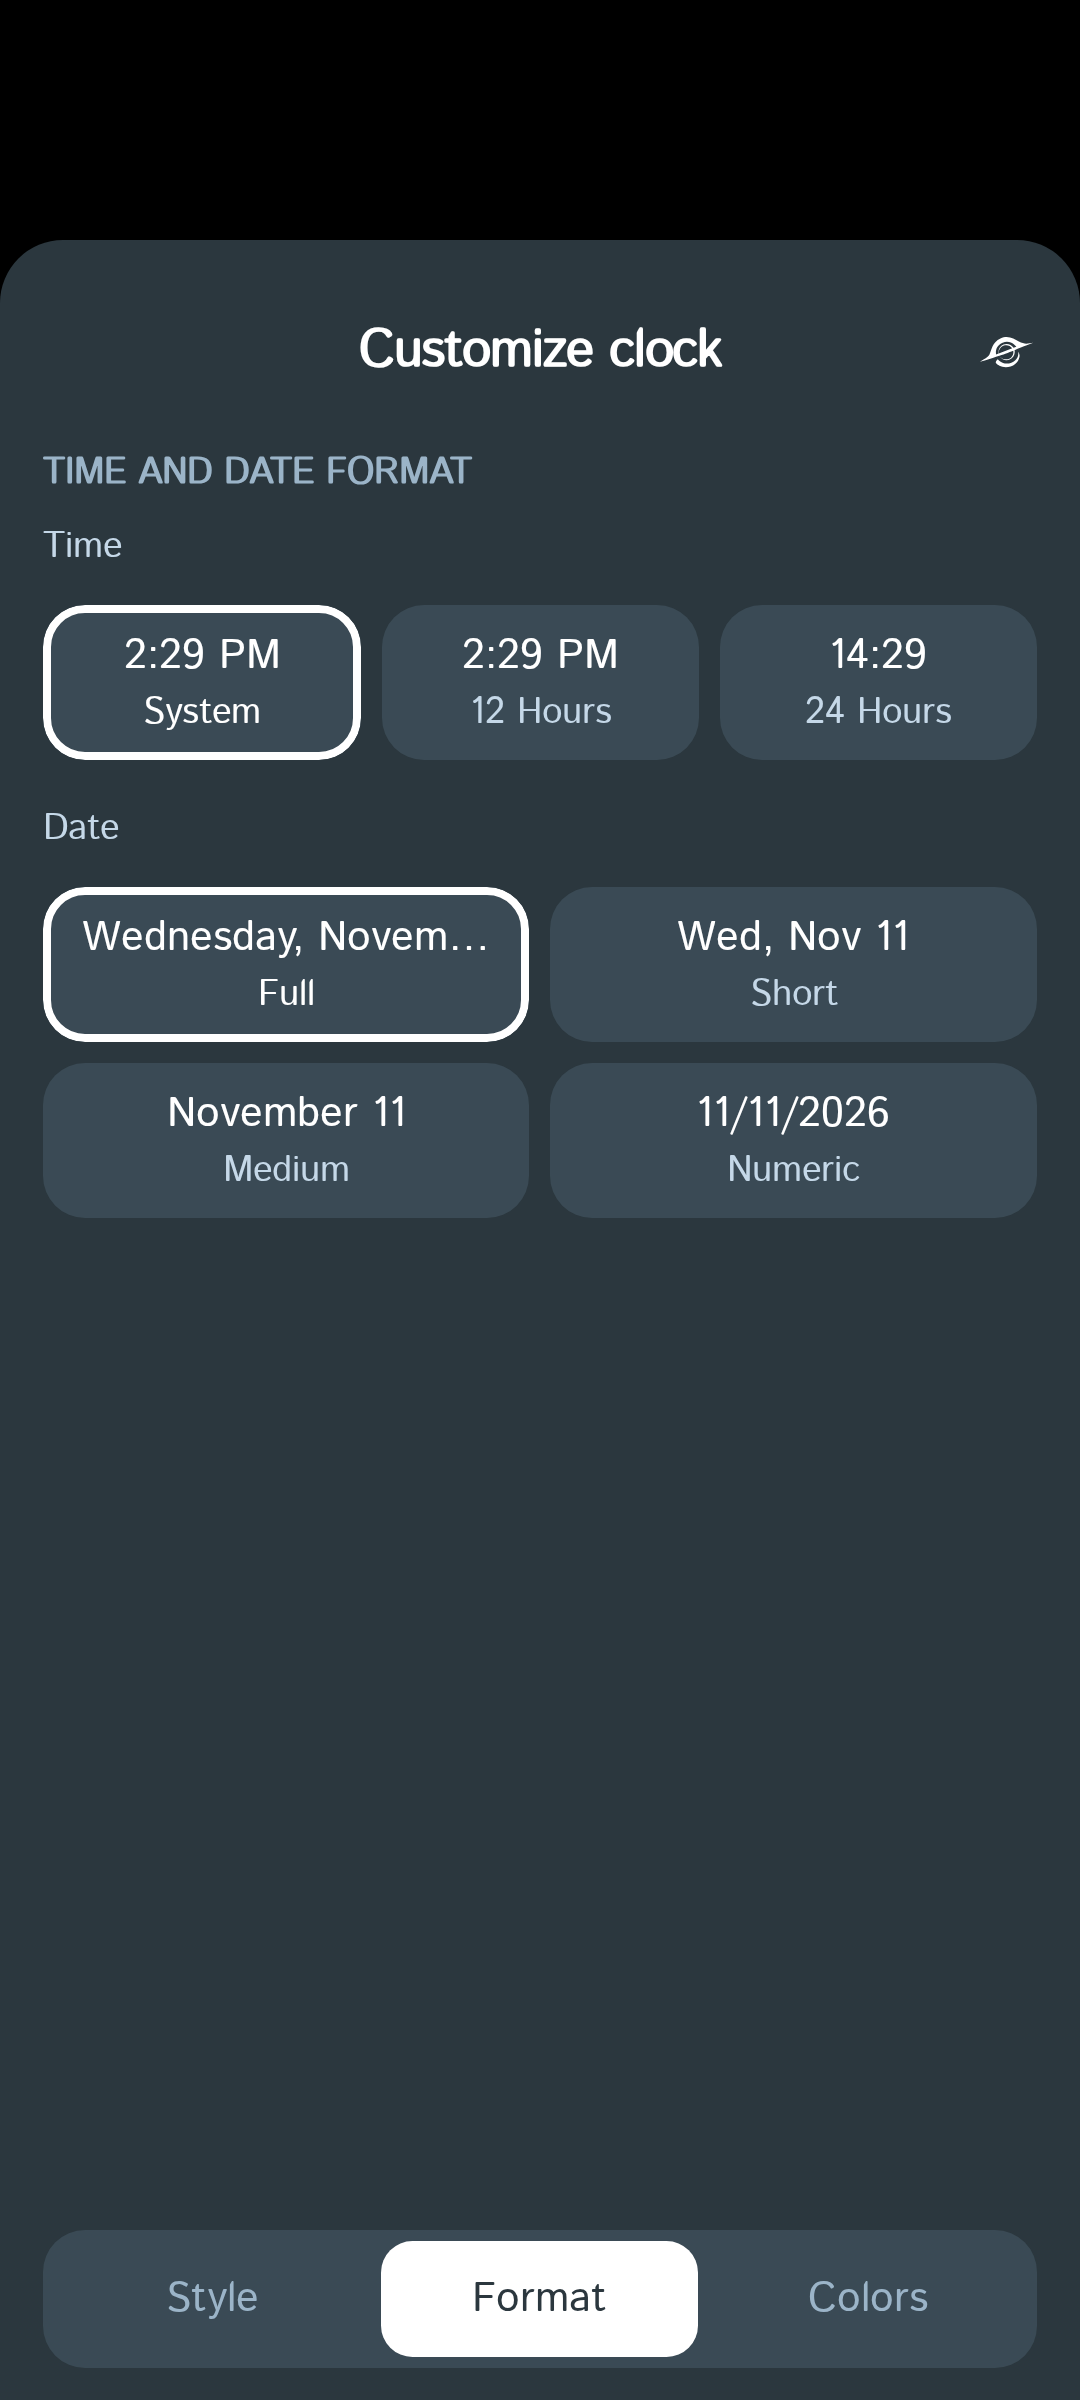 Customize clock
TIME AND DATE FORMAT
Time
2:29 PM
System
2:29 PM
12 Hours
14:29
24 Hours
Date
Wednesday, Novem...
Full
Wed, Nov 11
Short
November 11
Medium
11/11/2026
Numeric
Style
Format
Colors